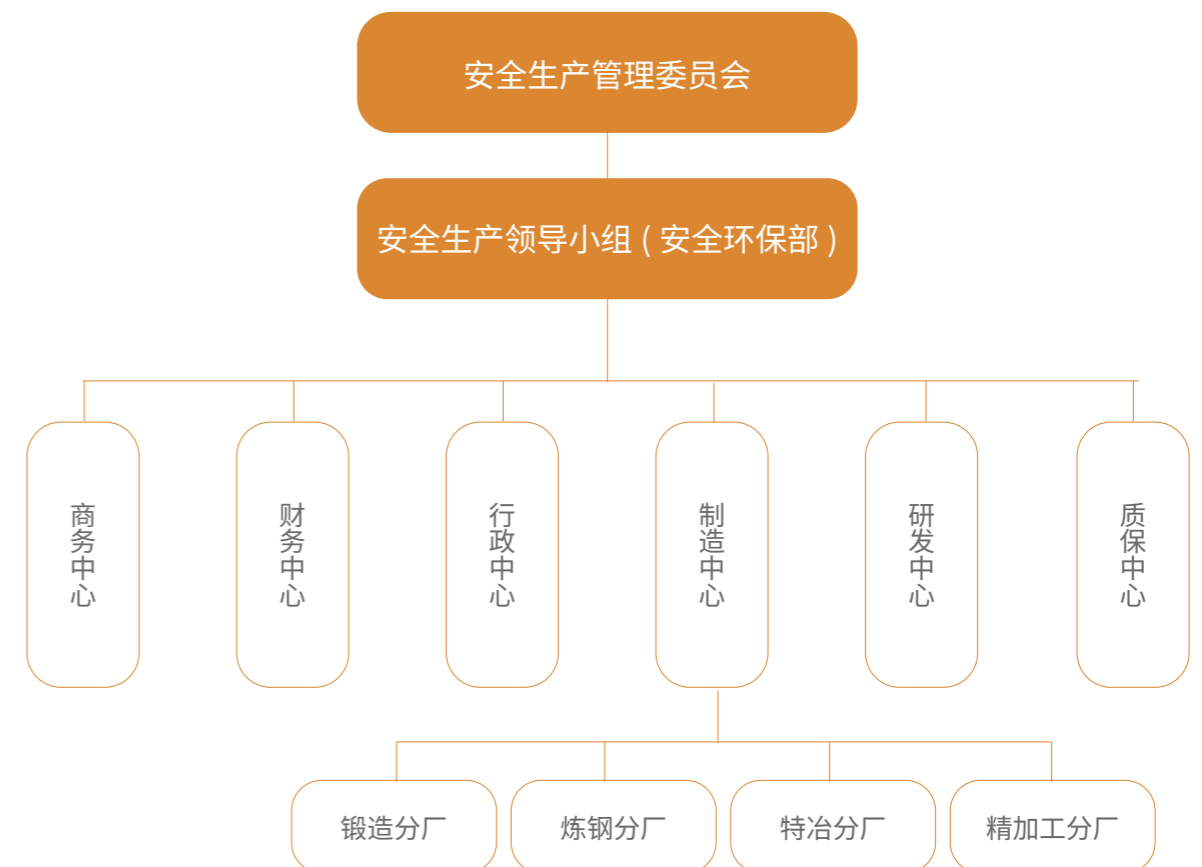 安全生产管理委员会
安全生产领导小组 ( 安全环保部 )
商务中心
财务中心
行政中心
制造中心
研发中心
质保中心
锻造分厂
炼钢分厂
特冶分厂
精加工分厂